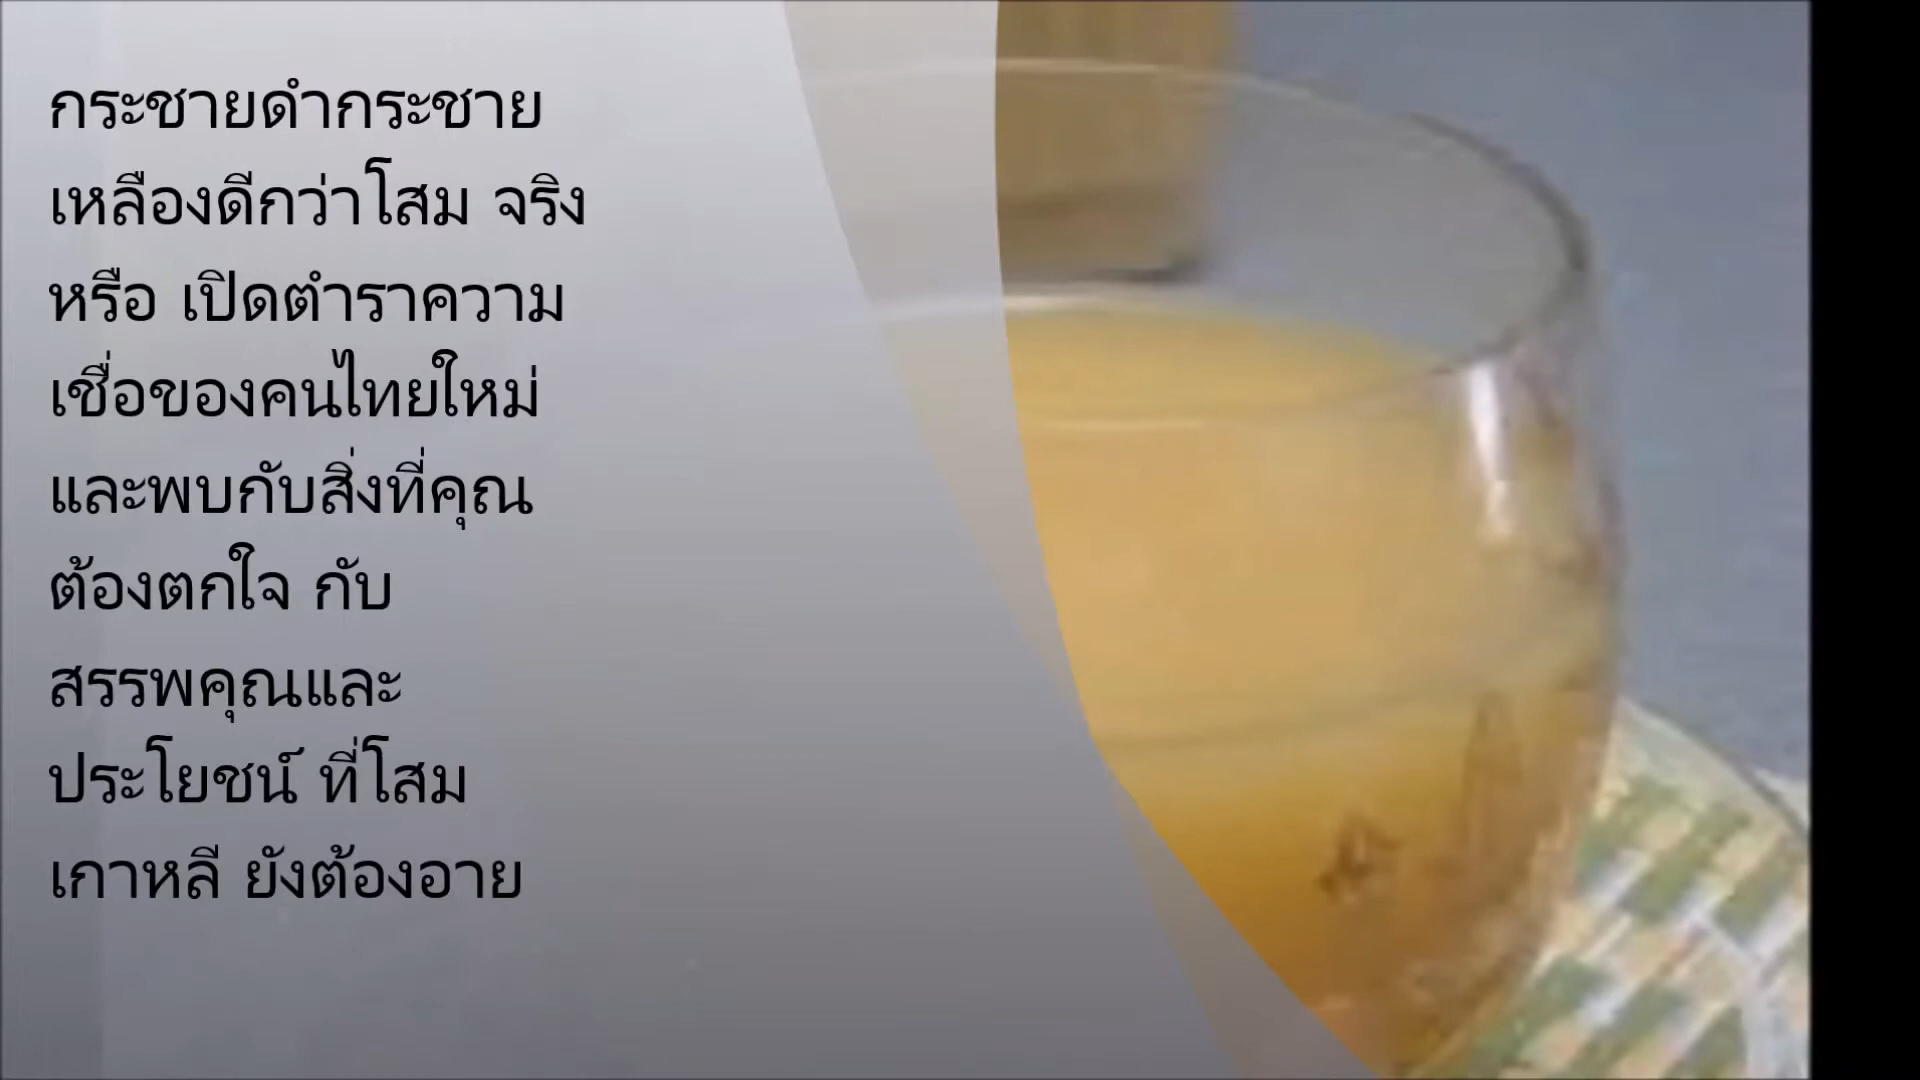 กระชายดำกระชาย
เหลืองดีกว่าโสม จริง
หรือ เปิดตำราความ
เชื่อของคนไทยใหม่
และพบกับสิ่งที่คุณ
ต้องตกใจ กับ
สรรพคุณและ
ประโยชน์ ที่โสม
เกาหลี ยังต้องอาย